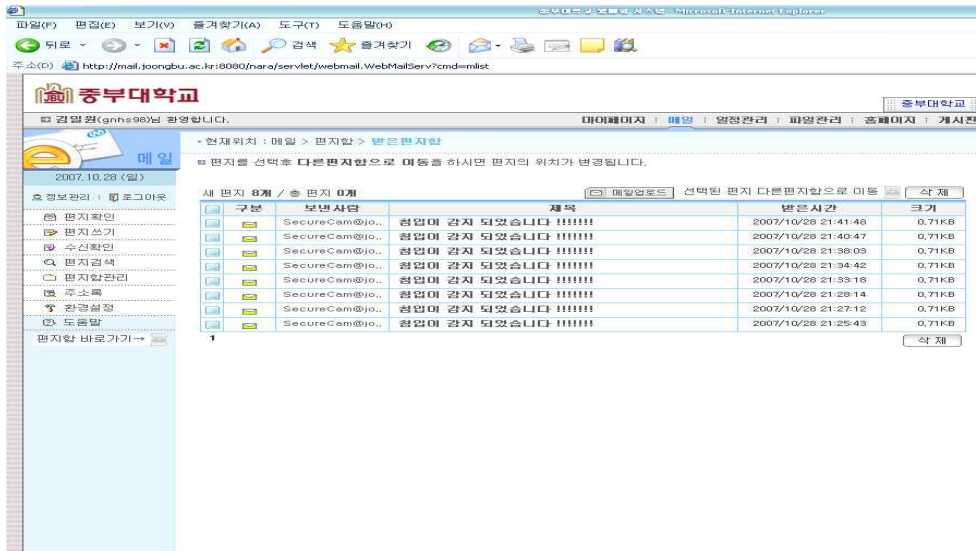 중부대학교 웹메일 시스템 - Microsoft Internet Explorer
파일(F) 편집(E) 보기(V) 즐겨찾기(A) 도구(T) 도움말(H)
뒤로 검색 즐겨찾기
주소(D) http://mail.joongbu.ac.kr:8080/nara/servlet/webmail.WebMailServ?cmd=mlist
중부대학교
중부대학교
(gnhs98)님 환영합니다.
마이페이지 메일 일정관리 파일관리 홈페이지 게시판
메일
2007.10.28 (일)
정보관리 로그아웃
편지확인
편지쓰기
수신확인
편지검색
편지함관리
주소록
환경설정
도움말
편지함 바로가기→
현재위치 : 메일 > 편지함 > 받은편지함
편지를 선택후 다른편지함으로 이동을 하시면 편지의 위치가 변경됩니다.
새 편지 8개 / 총 편지 0개 메일업로드 선택된 편지 다른편지함으로 이동 삭 제
구분 보낸사람 제목 받은시간 크기
SecureCam@jo.. 침입이 감지 되었습니다 !!!!!!! 2007/10/28 21:41:46 0.71KB
SecureCam@jo.. 침입이 감지 되었습니다 !!!!!!! 2007/10/28 21:40:47 0.71KB
SecureCam@jo.. 침입이 감지 되었습니다 !!!!!!! 2007/10/28 21:38:03 0.71KB
SecureCam@jo.. 침입이 감지 되었습니다 !!!!!!! 2007/10/28 21:34:42 0.71KB
SecureCam@jo.. 침입이 감지 되었습니다 !!!!!!! 2007/10/28 21:33:18 0.71KB
SecureCam@jo.. 침입이 감지 되었습니다 !!!!!!! 2007/10/28 21:28:14 0.71KB
SecureCam@jo.. 침입이 감지 되었습니다 !!!!!!! 2007/10/28 21:27:12 0.71KB
SecureCam@jo.. 침입이 감지 되었습니다 !!!!!!! 2007/10/28 21:25:43 0.71KB
1
삭 제